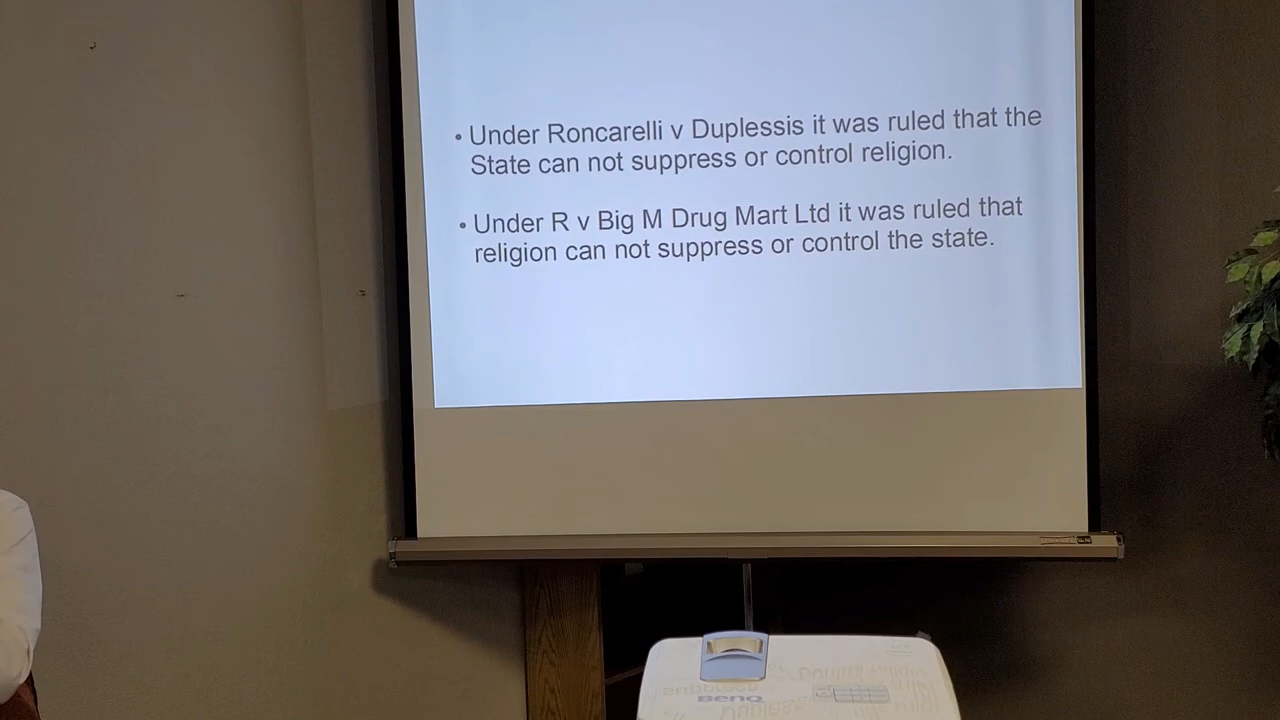 • Under Roncarelli v Duplessis it was ruled that the
State can not suppress or control religion.
• Under R v Big M Drug Mart Ltd it was ruled that
religion can not suppress or control the state.
BenQ